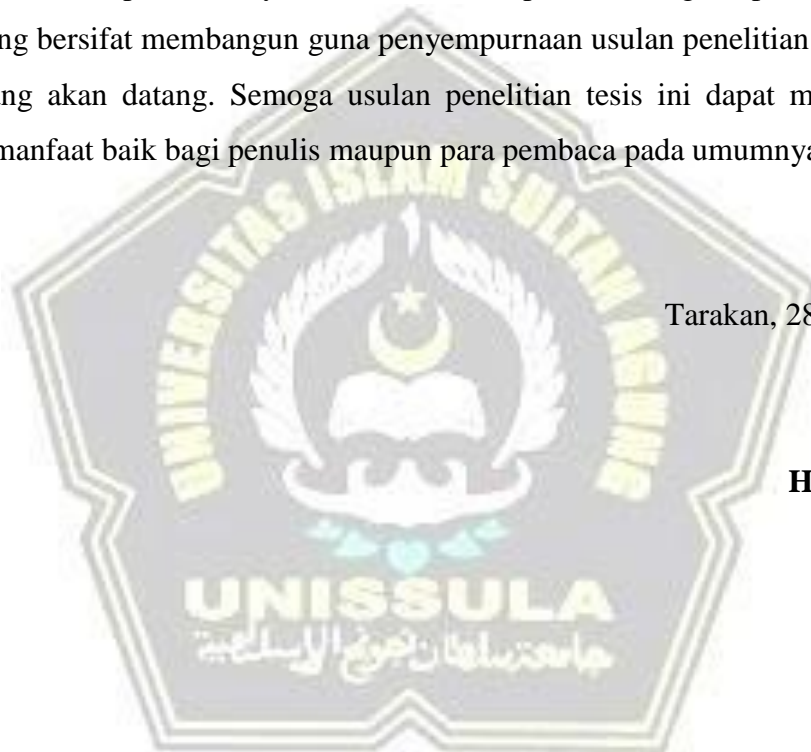 ng bersifat membangun guna penyempurnaan usulan penelitian
ang akan datang. Semoga usulan penelitian tesis ini dapat m
manfaat baik bagi penulis maupun para pembaca pada umumnya
UNIVERSITAS ISLAM SULTAN AGUNG
Tarakan, 28
H
UNISSULA
جامعة سلطان أجونج الإسلامية